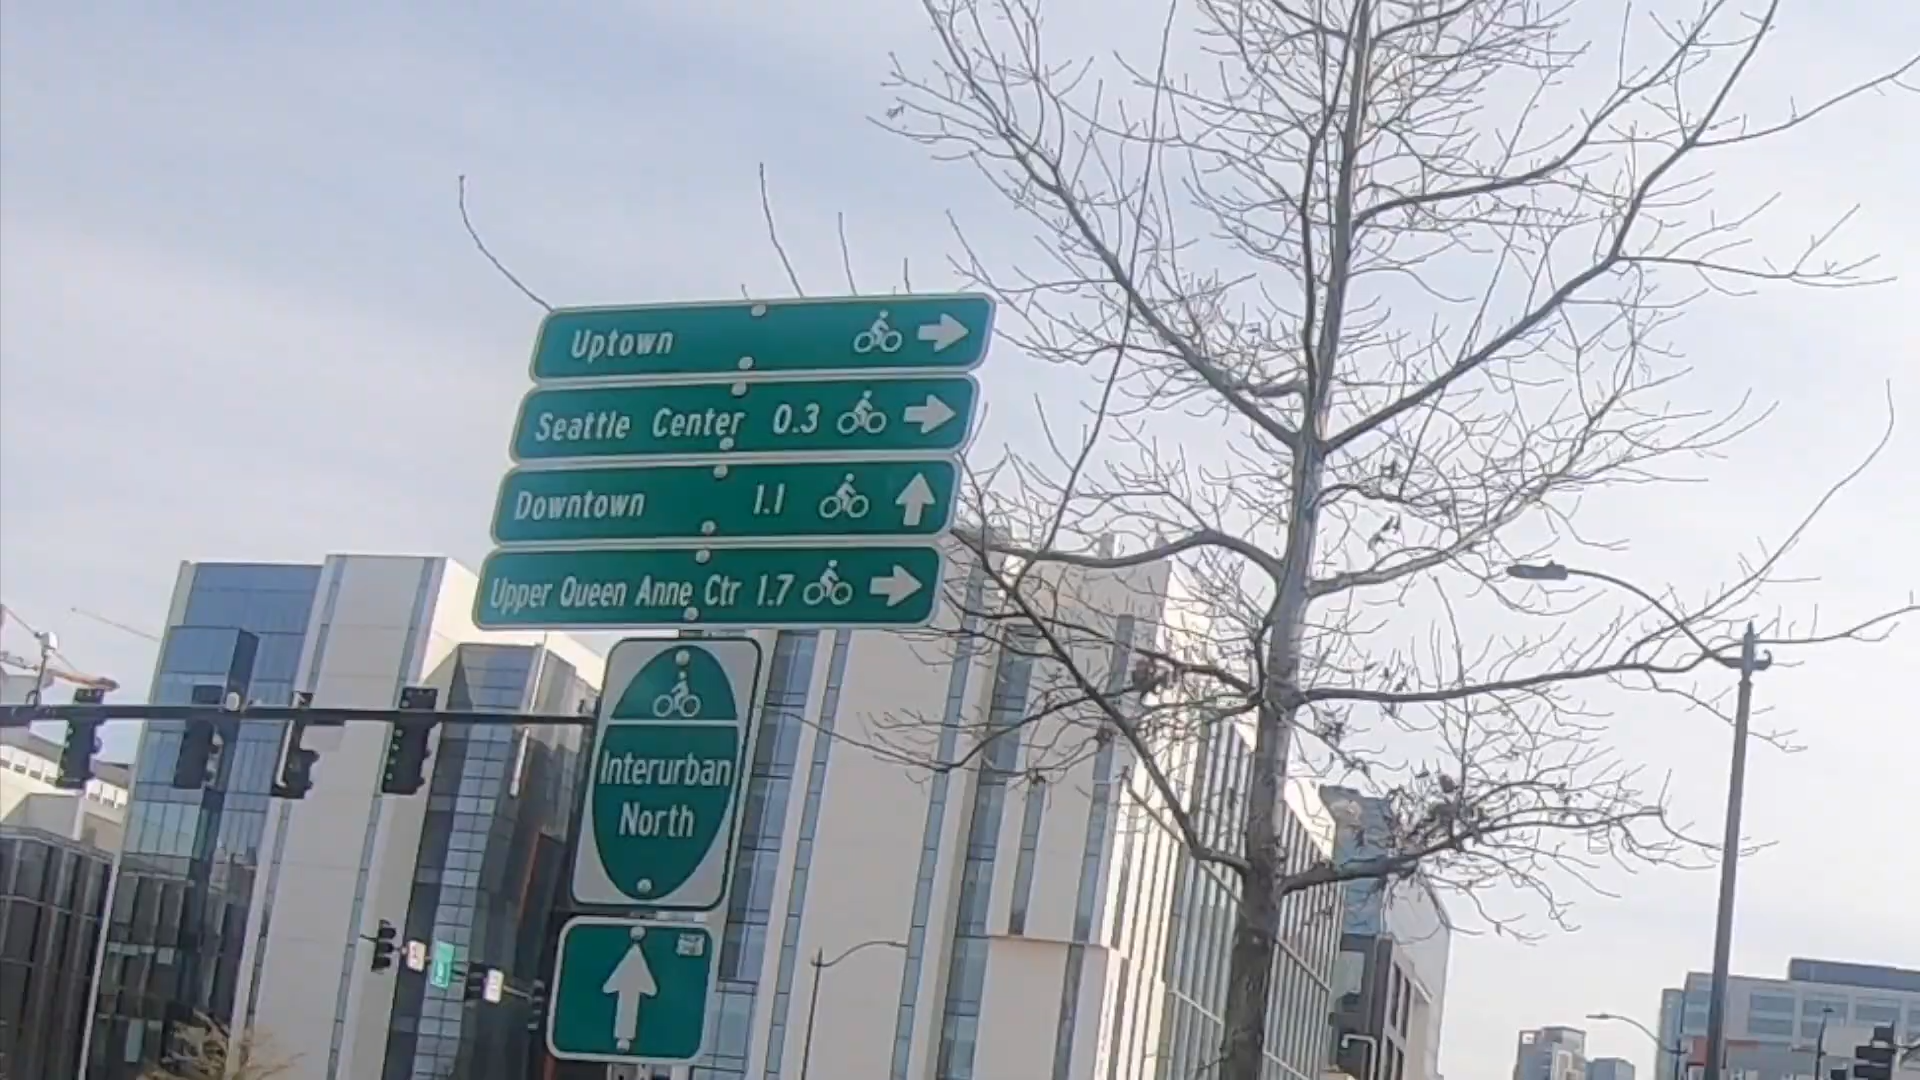 Uptown
Seattle Center 0.3
Downtown 1.1
Upper Queen Anne Ctr 1.7
Interurban
North